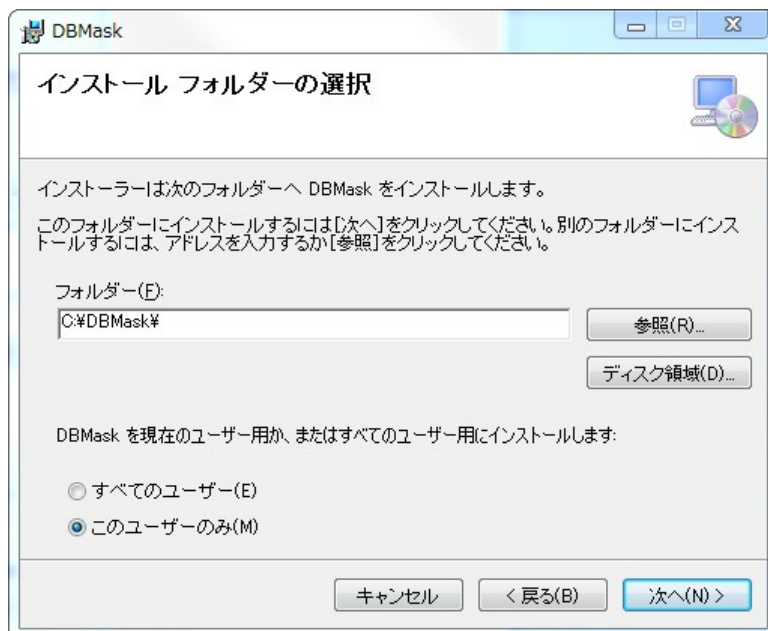 DBMask
インストール フォルダーの選択
インストーラーは次のフォルダーへ DBMask をインストールします。
このフォルダーにインストールするには[次へ]をクリックしてください。別のフォルダーにインス
トールするには、アドレスを入力するか[参照]をクリックしてください。
フォルダー(F):
C:¥DBMask¥
参照(R)...
ディスク領域(D)...
DBMask を現在のユーザー用か、またはすべてのユーザー用にインストールします:
すべてのユーザー(E)
このユーザーのみ(M)
キャンセル
< 戻る(B)
次へ(N) >